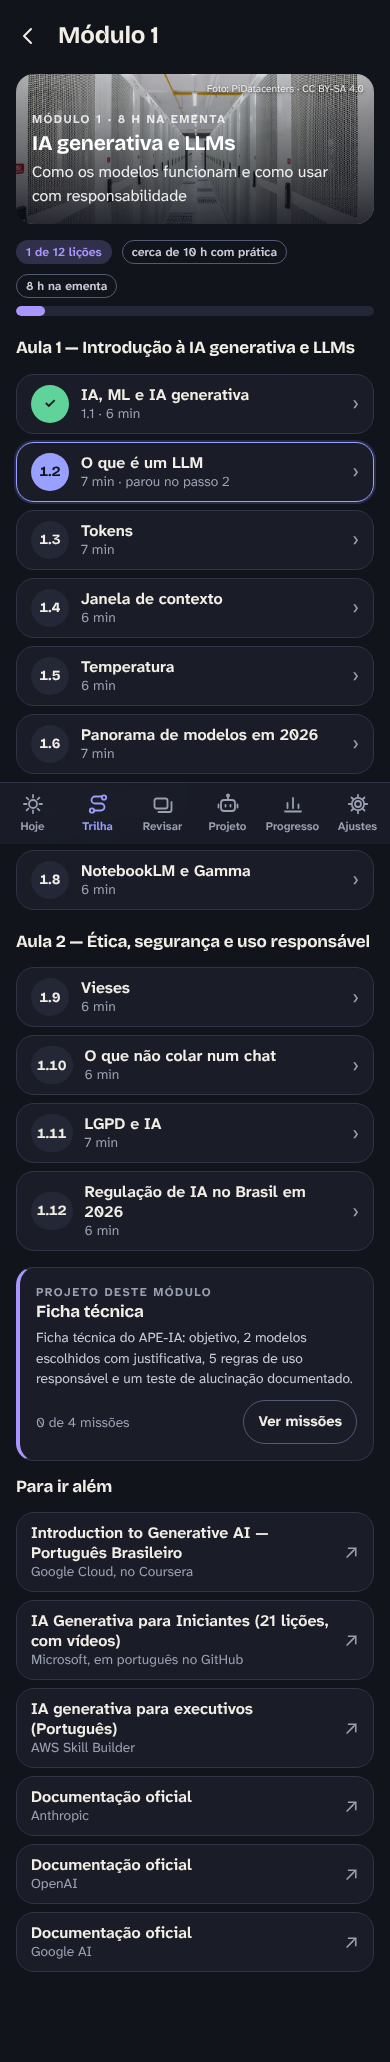 Módulo 1
Foto: PiDatacenters · CC BY-SA 4.0
MÓDULO 1 · 8 H NA EMENTA
IA generativa e LLMs
Como os modelos funcionam e como usar
com responsabilidade
1 de 12 lições
cerca de 10 h com prática
8 h na ementa
Aula 1 — Introdução à IA generativa e LLMs
IA, ML e IA generativa
1.1 · 6 min
1.2
O que é um LLM
7 min · parou no passo 2
1.3
Tokens
7 min
1.4
Janela de contexto
6 min
1.5
Temperatura
6 min
1.6
Panorama de modelos em 2026
7 min
Hoje
Trilha
Revisar
Projeto
Progresso
Ajustes
1.8
NotebookLM e Gamma
6 min
Aula 2 — Ética, segurança e uso responsável
1.9
Vieses
6 min
1.10
O que não colar num chat
6 min
1.11
LGPD e IA
7 min
1.12
Regulação de IA no Brasil em
2026
6 min
PROJETO DESTE MÓDULO
Ficha técnica
Ficha técnica do APE-IA: objetivo, 2 modelos
escolhidos com justificativa, 5 regras de uso
responsável e um teste de alucinação documentado.
0 de 4 missões
Ver missões
Para ir além
Introduction to Generative AI —
Português Brasileiro
Google Cloud, no Coursera
IA Generativa para Iniciantes (21 lições,
com vídeos)
Microsoft, em português no GitHub
IA generativa para executivos
(Português)
AWS Skill Builder
Documentação oficial
Anthropic
Documentação oficial
OpenAI
Documentação oficial
Google AI